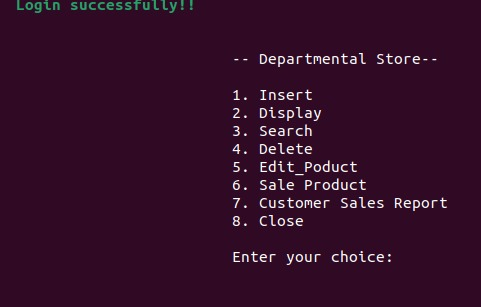 Login successfully!!
-- Departmental Store--
1. Insert
2. Display
3. Search
4. Delete
5. Edit_Poduct
6. Sale Product
7. Customer Sales Report
8. Close
Enter your choice: